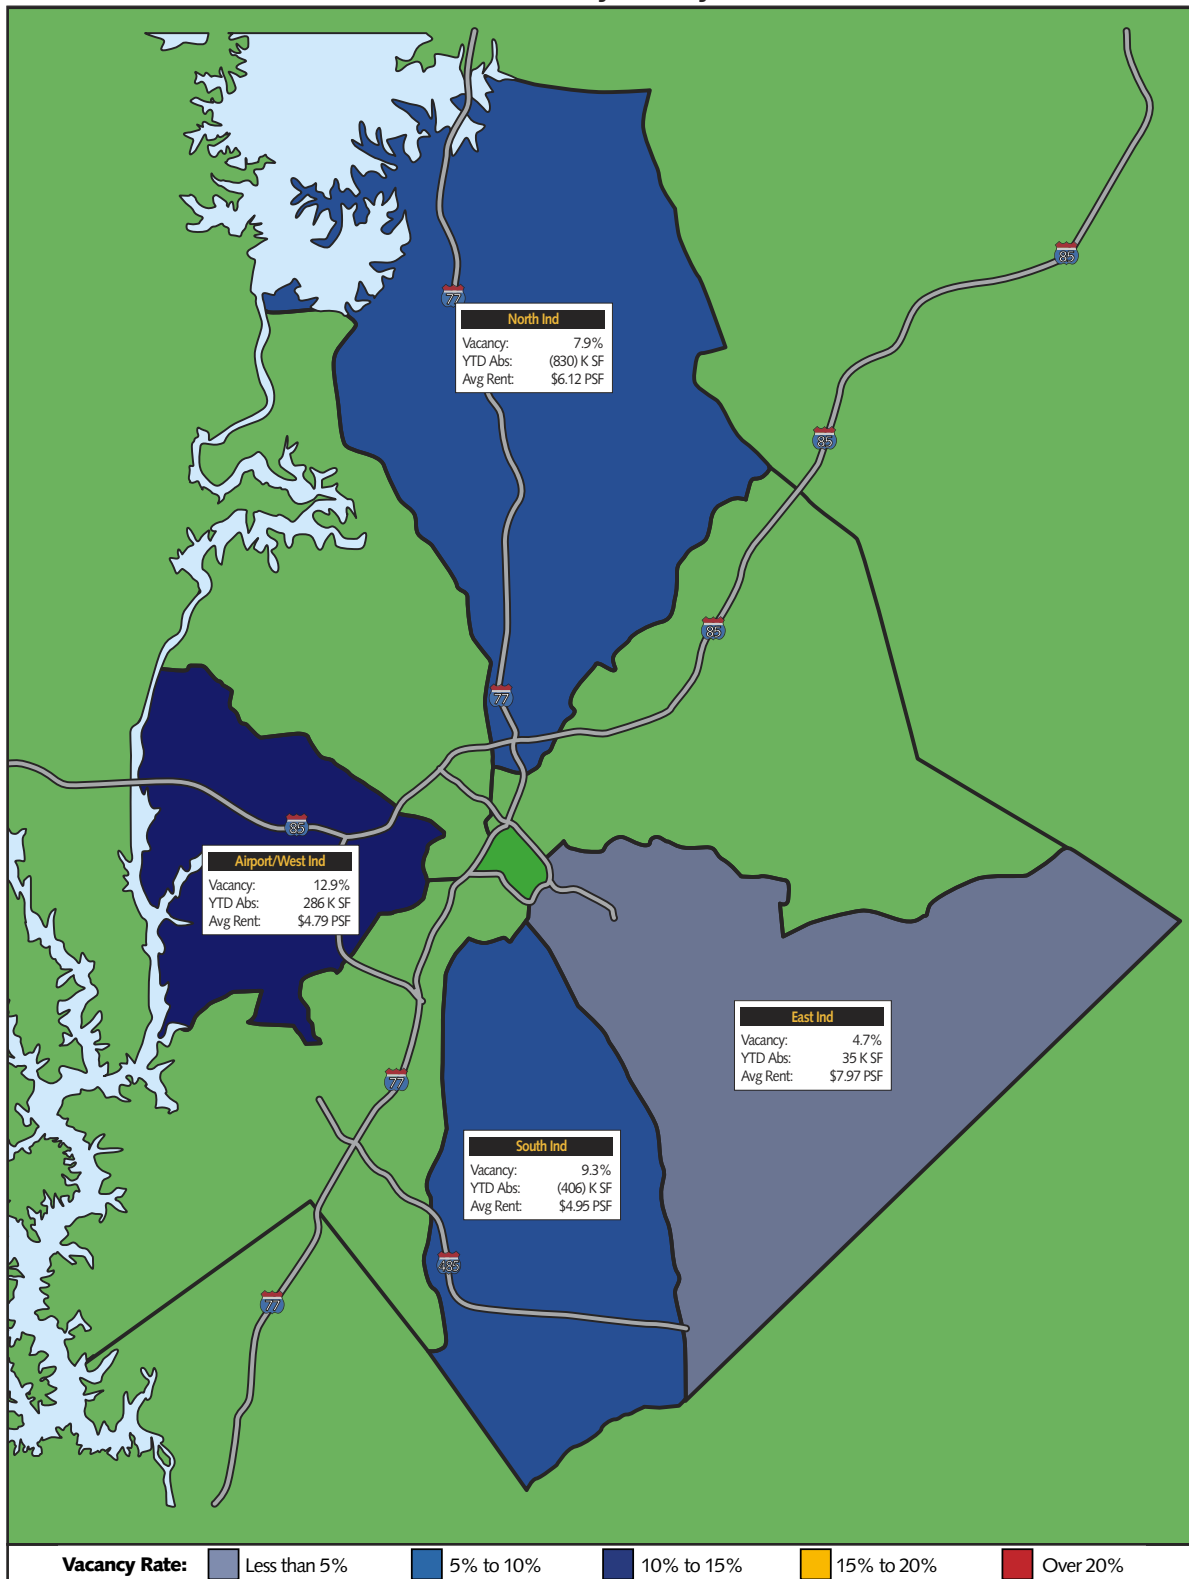 77
85
North Ind
Vacancy: 7.9%
YTD Abs: (830) K SF
Avg Rent: $6.12 PSF
85
85
77
85
Airport/West Ind
Vacancy: 12.9%
YTD Abs: 286 K SF
Avg Rent: $4.79 PSF
East Ind
Vacancy: 4.7%
YTD Abs: 35 K SF
Avg Rent: $7.97 PSF
77
South Ind
Vacancy: 9.3%
YTD Abs: (406) K SF
Avg Rent: $4.95 PSF
485
77
Vacancy Rate: Less than 5% 5% to 10% 10% to 15% 15% to 20% Over 20%